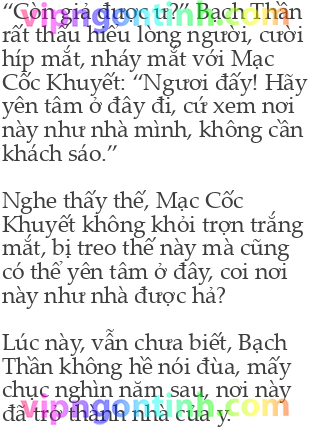 “Còn giả được ư?” Bạch Thần
rất thấu hiểu lòng người, cười
híp mắt, nháy mắt với Mạc
Cốc Khuyết: “Ngươi đấy! Hãy
yên tâm ở đây đi, cứ xem nơi
này như nhà mình, không cần
khách sáo.”
Nghe thấy thế, Mạc Cốc
Khuyết không khỏi trợn trắng
mắt, bị treo thế này mà cũng
có thể yên tâm ở đây, coi nơi
này như nhà được hả?
Lúc này, vẫn chưa biết, Bạch
Thần không hề nói đùa, mấy
chục nghìn năm sau, nơi này
đã trở thành nhà của y.
vipngontinh.com
vipngontinh.com